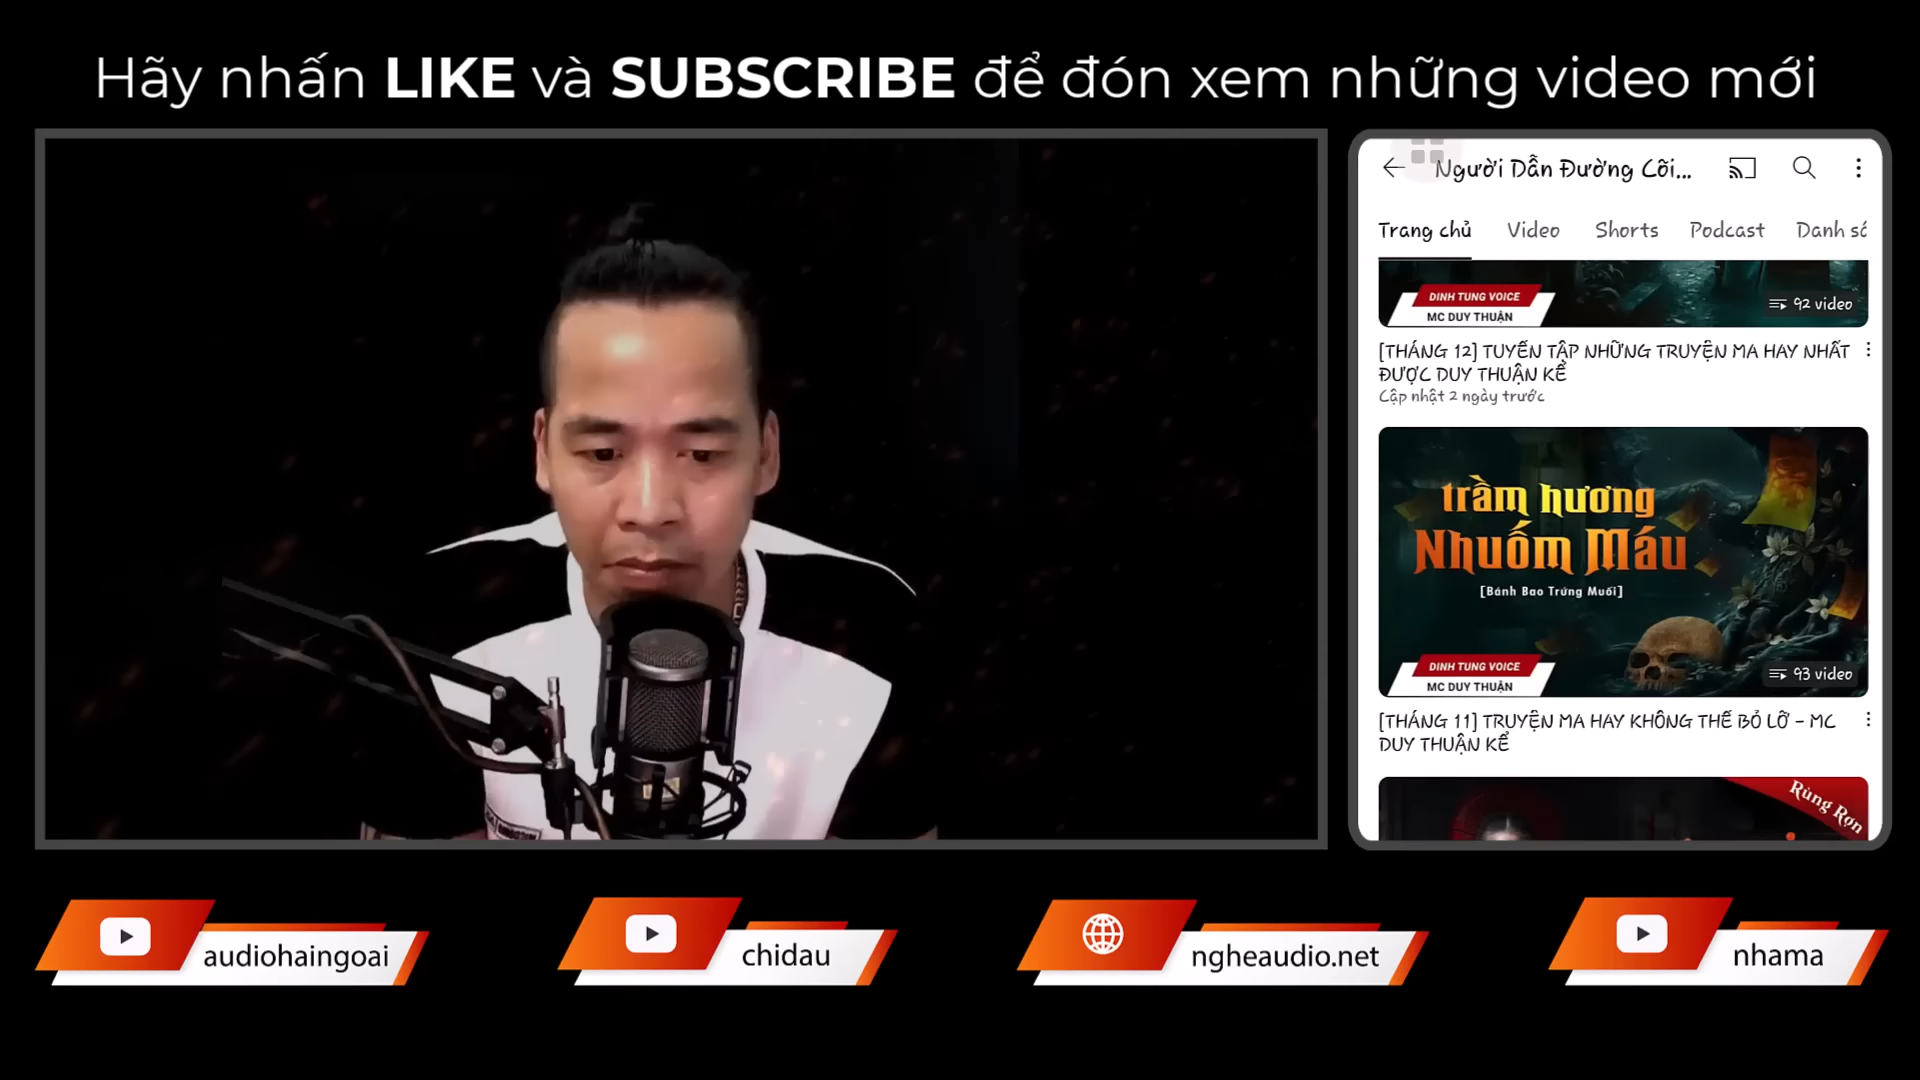 Hãy nhấn LIKE và SUBSCRIBE để đón xem những video mới
Người Dẫn Đường Cõi...
Trang chủ Video Shorts Podcast Danh sá
DINH TUNG VOICE
MC DUY THUẬN
92 video
[THÁNG 12] TUYỂN TẬP NHỮNG TRUYỆN MA HAY NHẤT
ĐƯỢC DUY THUẬN KỂ
Cập nhật 2 ngày trước
trầm hương
Nhuốm Máu
[Bánh Bao Trứng Muối]
DINH TUNG VOICE
MC DUY THUẬN
93 video
[THÁNG 11] TRUYỆN MA HAY KHÔNG THỂ BỎ LỠ - MC
DUY THUẬN KỂ
Rùng Rợn
audiohaingoai
chidau
ngheaudio.net
nhama